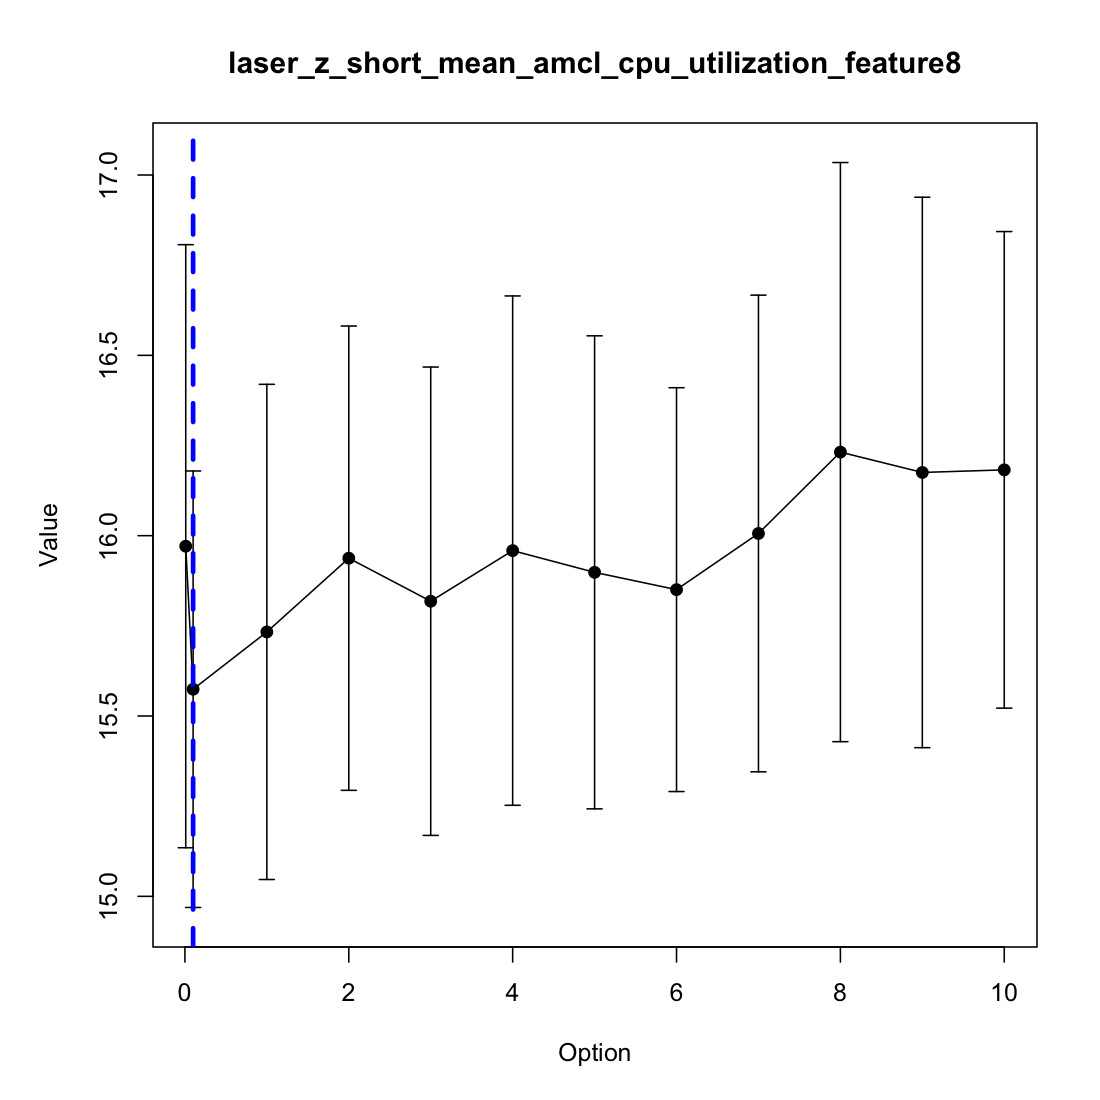 laser_z_short_mean_amcl_cpu_utilization_feature8
17.0
16.5
16.0
15.5
15.0
Value
0 2 4 6 8 10
Option